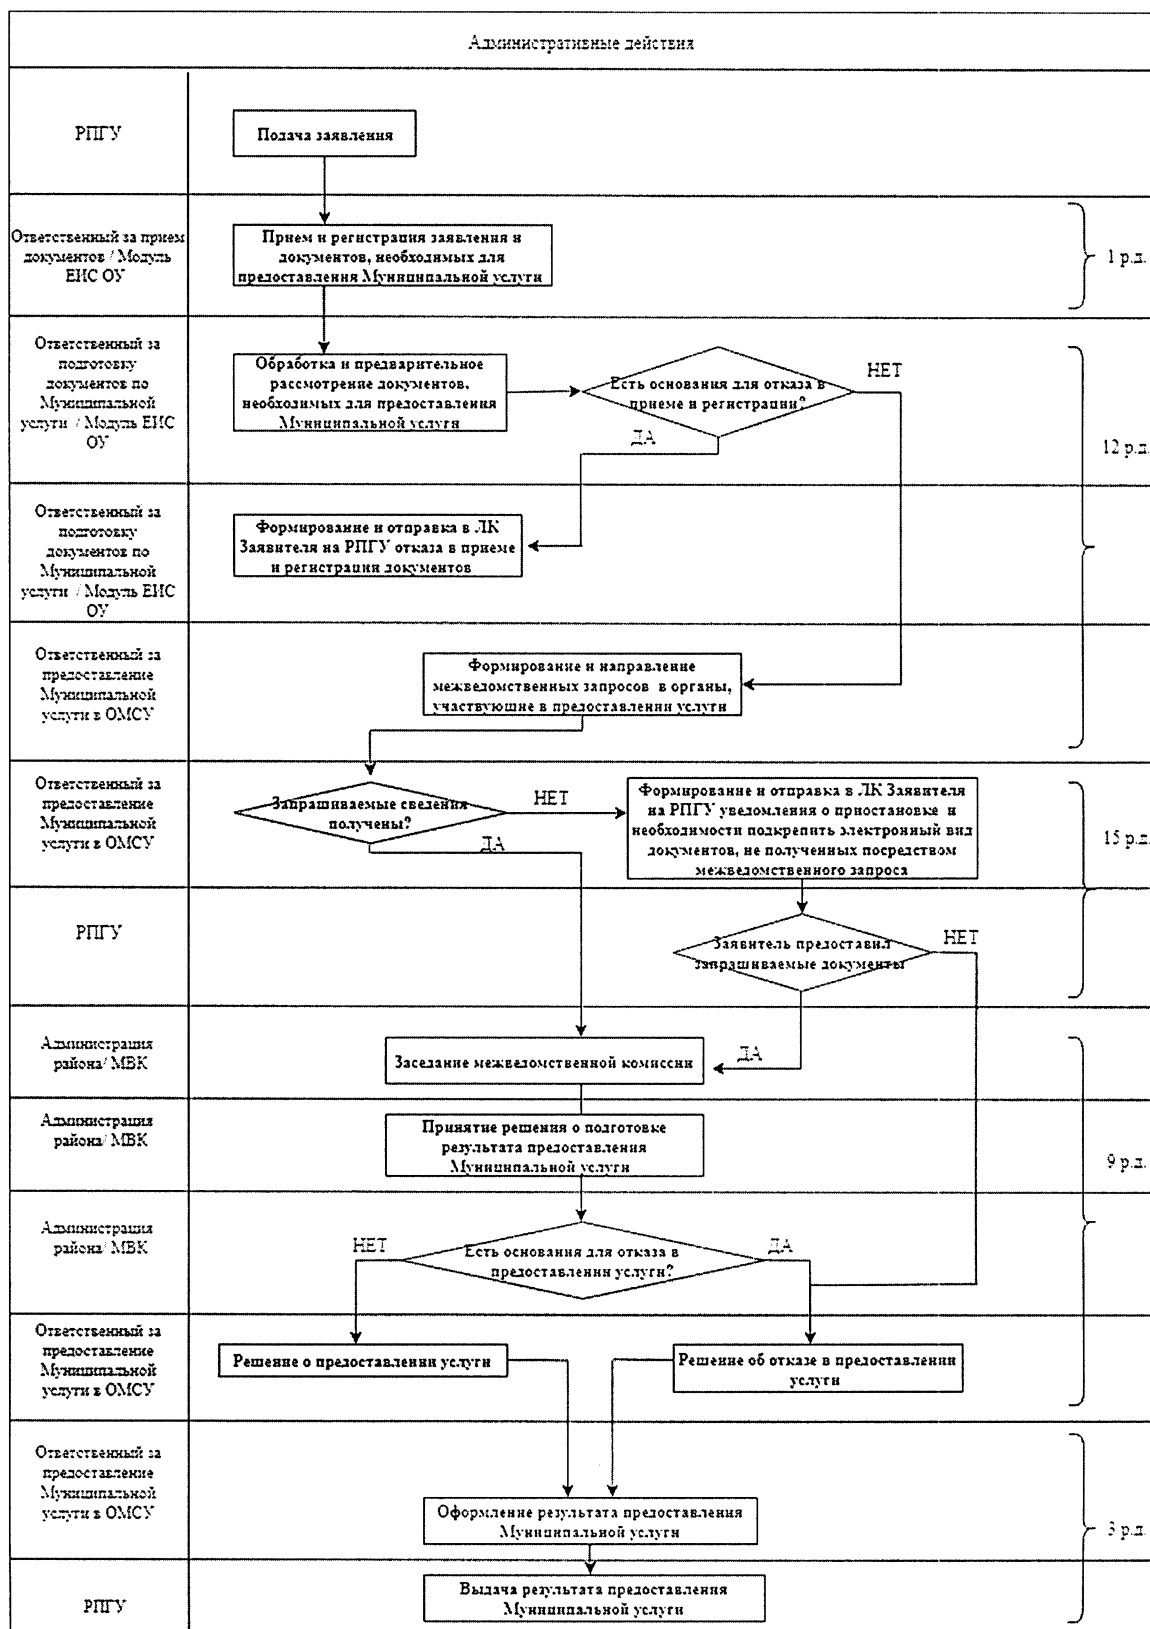 Административные действия
РПГУ
Подача заявления
Ответственный за прием
документов / Модуль
ЕИС ОУ
Прием и регистрация заявления и
документов, необходимых для
предоставления Муниципальной услуги
1 р.д.
Ответственный за
подготовку
документов по
Муниципальной
услуги / Модуль ЕИС
ОУ
Обработка и предварительное
рассмотрение документов,
необходимых для предоставления
Муниципальной услуги
Есть основания для отказа в
приеме и регистрации?
НЕТ
ДА
12 р.д.
Ответственный за
подготовку
документов по
Муниципальной
услуги / Модуль ЕИС
ОУ
Формирование и отправка в ЛК
Заявителя на РПГУ отказа в приеме
и регистрации документов
Ответственный за
предоставление
Муниципальной
услуги в ОМСУ
Формирование и направление
межведомственных запросов в органы,
участвующие в предоставлении услуги
Ответственный за
предоставление
Муниципальной
услуги в ОМСУ
Запрашиваемые сведения
получены?
НЕТ
ДА
Формирование и отправка в ЛК Заявителя
на РПГУ уведомления о приостановке и
необходимости подкрепить электронный вид
документов, не полученных посредством
межведомственного запроса
15 р.д.
РПГУ
Заявитель предоставил
запрашиваемые документы
НЕТ
ДА
Администрация
района/ МВК
Заседание межведомственной комиссии
Администрация
района/ МВК
Принятие решения о подготовке
результата предоставления
Муниципальной услуги
9 р.д.
Администрация
района/ МВК
НЕТ
Есть основания для отказа в
предоставлении услуги?
ДА
Ответственный за
предоставление
Муниципальной
услуги в ОМСУ
Решение о предоставлении услуги
Решение об отказе в предоставлении
услуги
Ответственный за
предоставление
Муниципальной
услуги в ОМСУ
Оформление результата предоставления
Муниципальной услуги
3 р.д.
РПГУ
Выдача результата предоставления
Муниципальной услуги